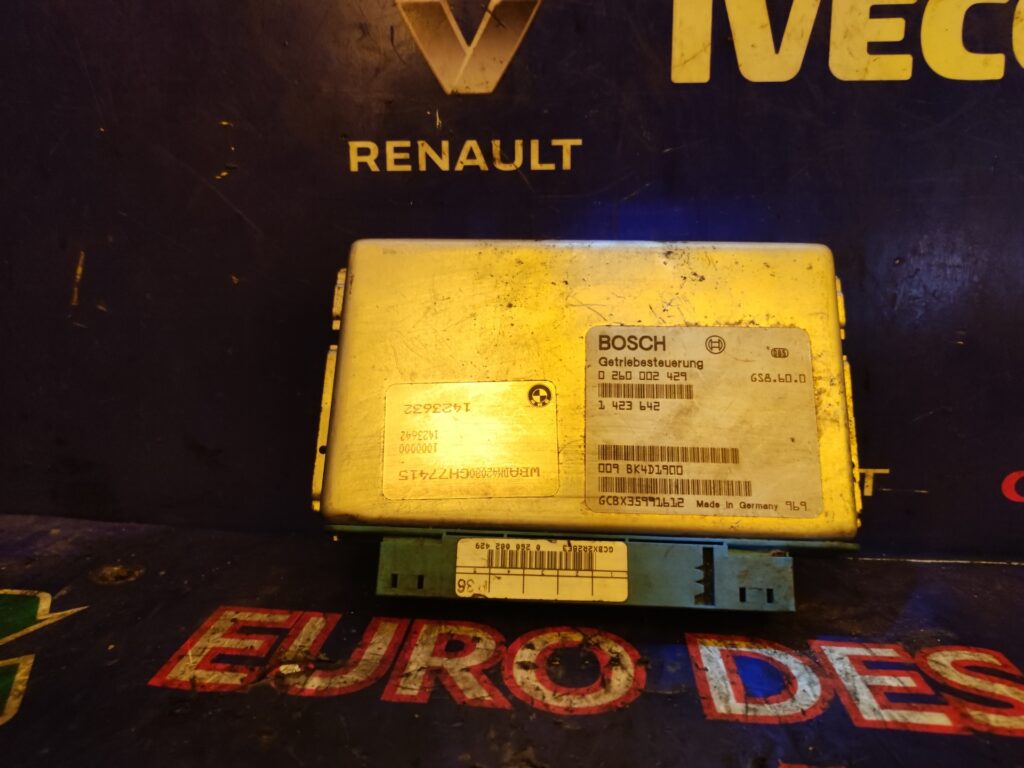 IVECO
RENAULT
BOSCH
Getriebesteuerung
0 260 002 429
GS8.60.0
1 423 642
009 BK4D1900
GCBX35991612 Made in Germany 969
1423632
1423642
1000000
0 260 002 429
36
EURO DES